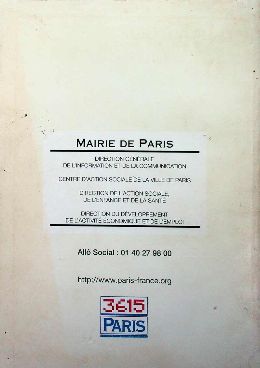 MAIRIE DE PARIS
DIRECTION GÉNÉRALE
DE L'INFORMATION ET DE LA COMMUNICATION
CENTRE D'ACTION SOCIALE DE LA VILLE DE PARIS
DIRECTION DE L'ACTION SOCIALE,
DE L'ENFANCE ET DE LA SANTÉ
DIRECTION DU DÉVELOPPEMENT,
DE L'ACTIVITÉ ÉCONOMIQUE ET DE L'EMPLOI
Allô Social : 01 40 27 98 00
http://www.paris-france.org
3615
PARIS